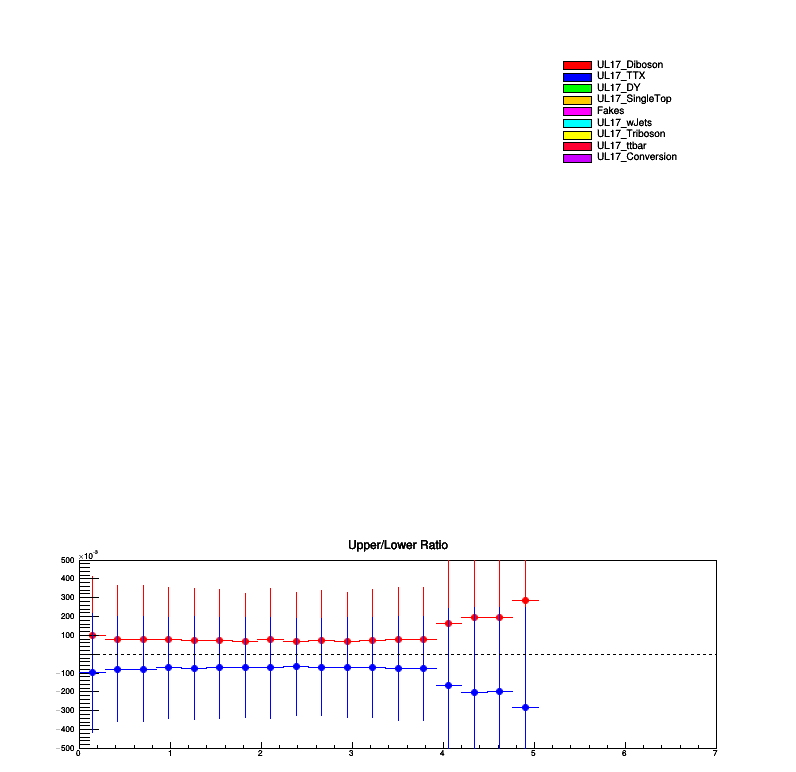 UL17_Diboson
UL17_TTX
UL17_DY
UL17_SingleTop
Fakes
UL17_wJets
UL17_Triboson
UL17_ttbar
UL17_Conversion
Upper/Lower Ratio
×10⁻³
500
400
300
200
100
−100
−200
−300
−400
−500
0 1 2 3 4 5 6 7